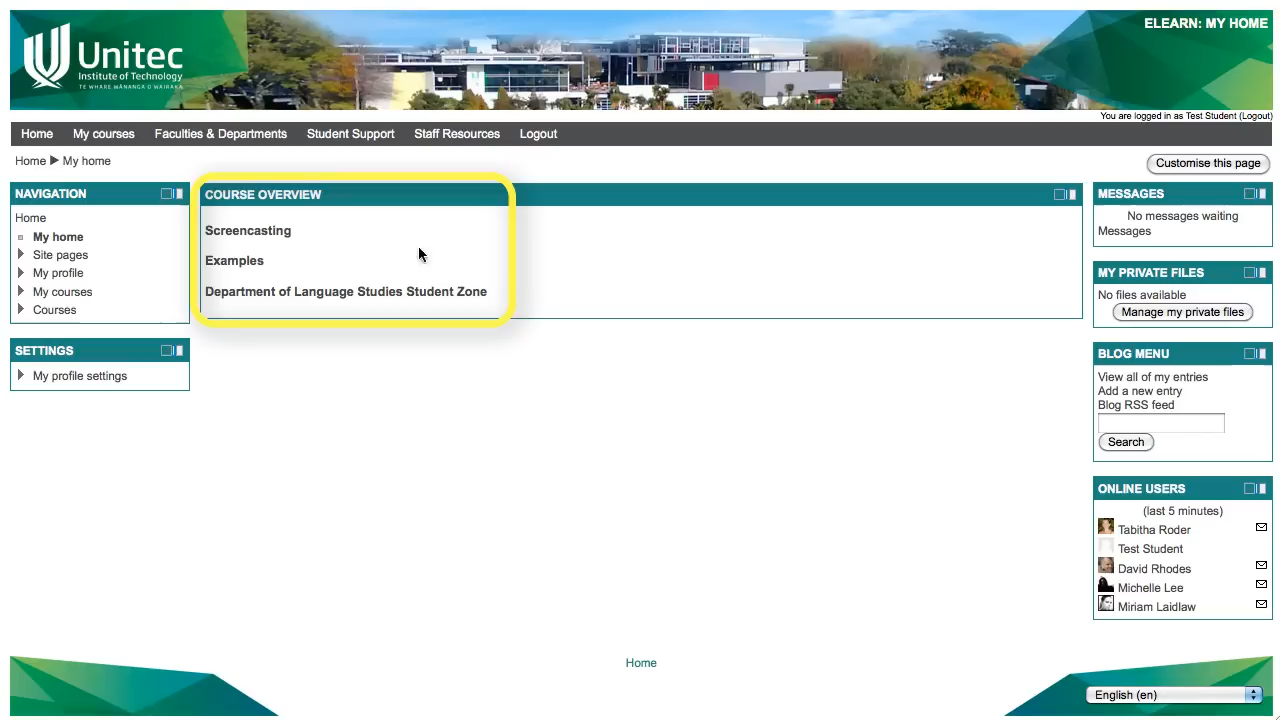 Unitec
Institute of Technology
TE WHARE WĀNANGA O WAIRAKA
ELEARN: MY HOME
You are logged in as Test Student (Logout)
Home My courses Faculties & Departments Student Support Staff Resources Logout
Home My home
Customise this page
NAVIGATION
Home
My home
Site pages
My profile
My courses
Courses
SETTINGS
My profile settings
COURSE OVERVIEW
Screencasting
Examples
Department of Language Studies Student Zone
MESSAGES
No messages waiting
Messages
MY PRIVATE FILES
No files available
Manage my private files
BLOG MENU
View all of my entries
Add a new entry
Blog RSS feed
Search
ONLINE USERS
(last 5 minutes)
Tabitha Roder
Test Student
David Rhodes
Michelle Lee
Miriam Laidlaw
Home
English (en)